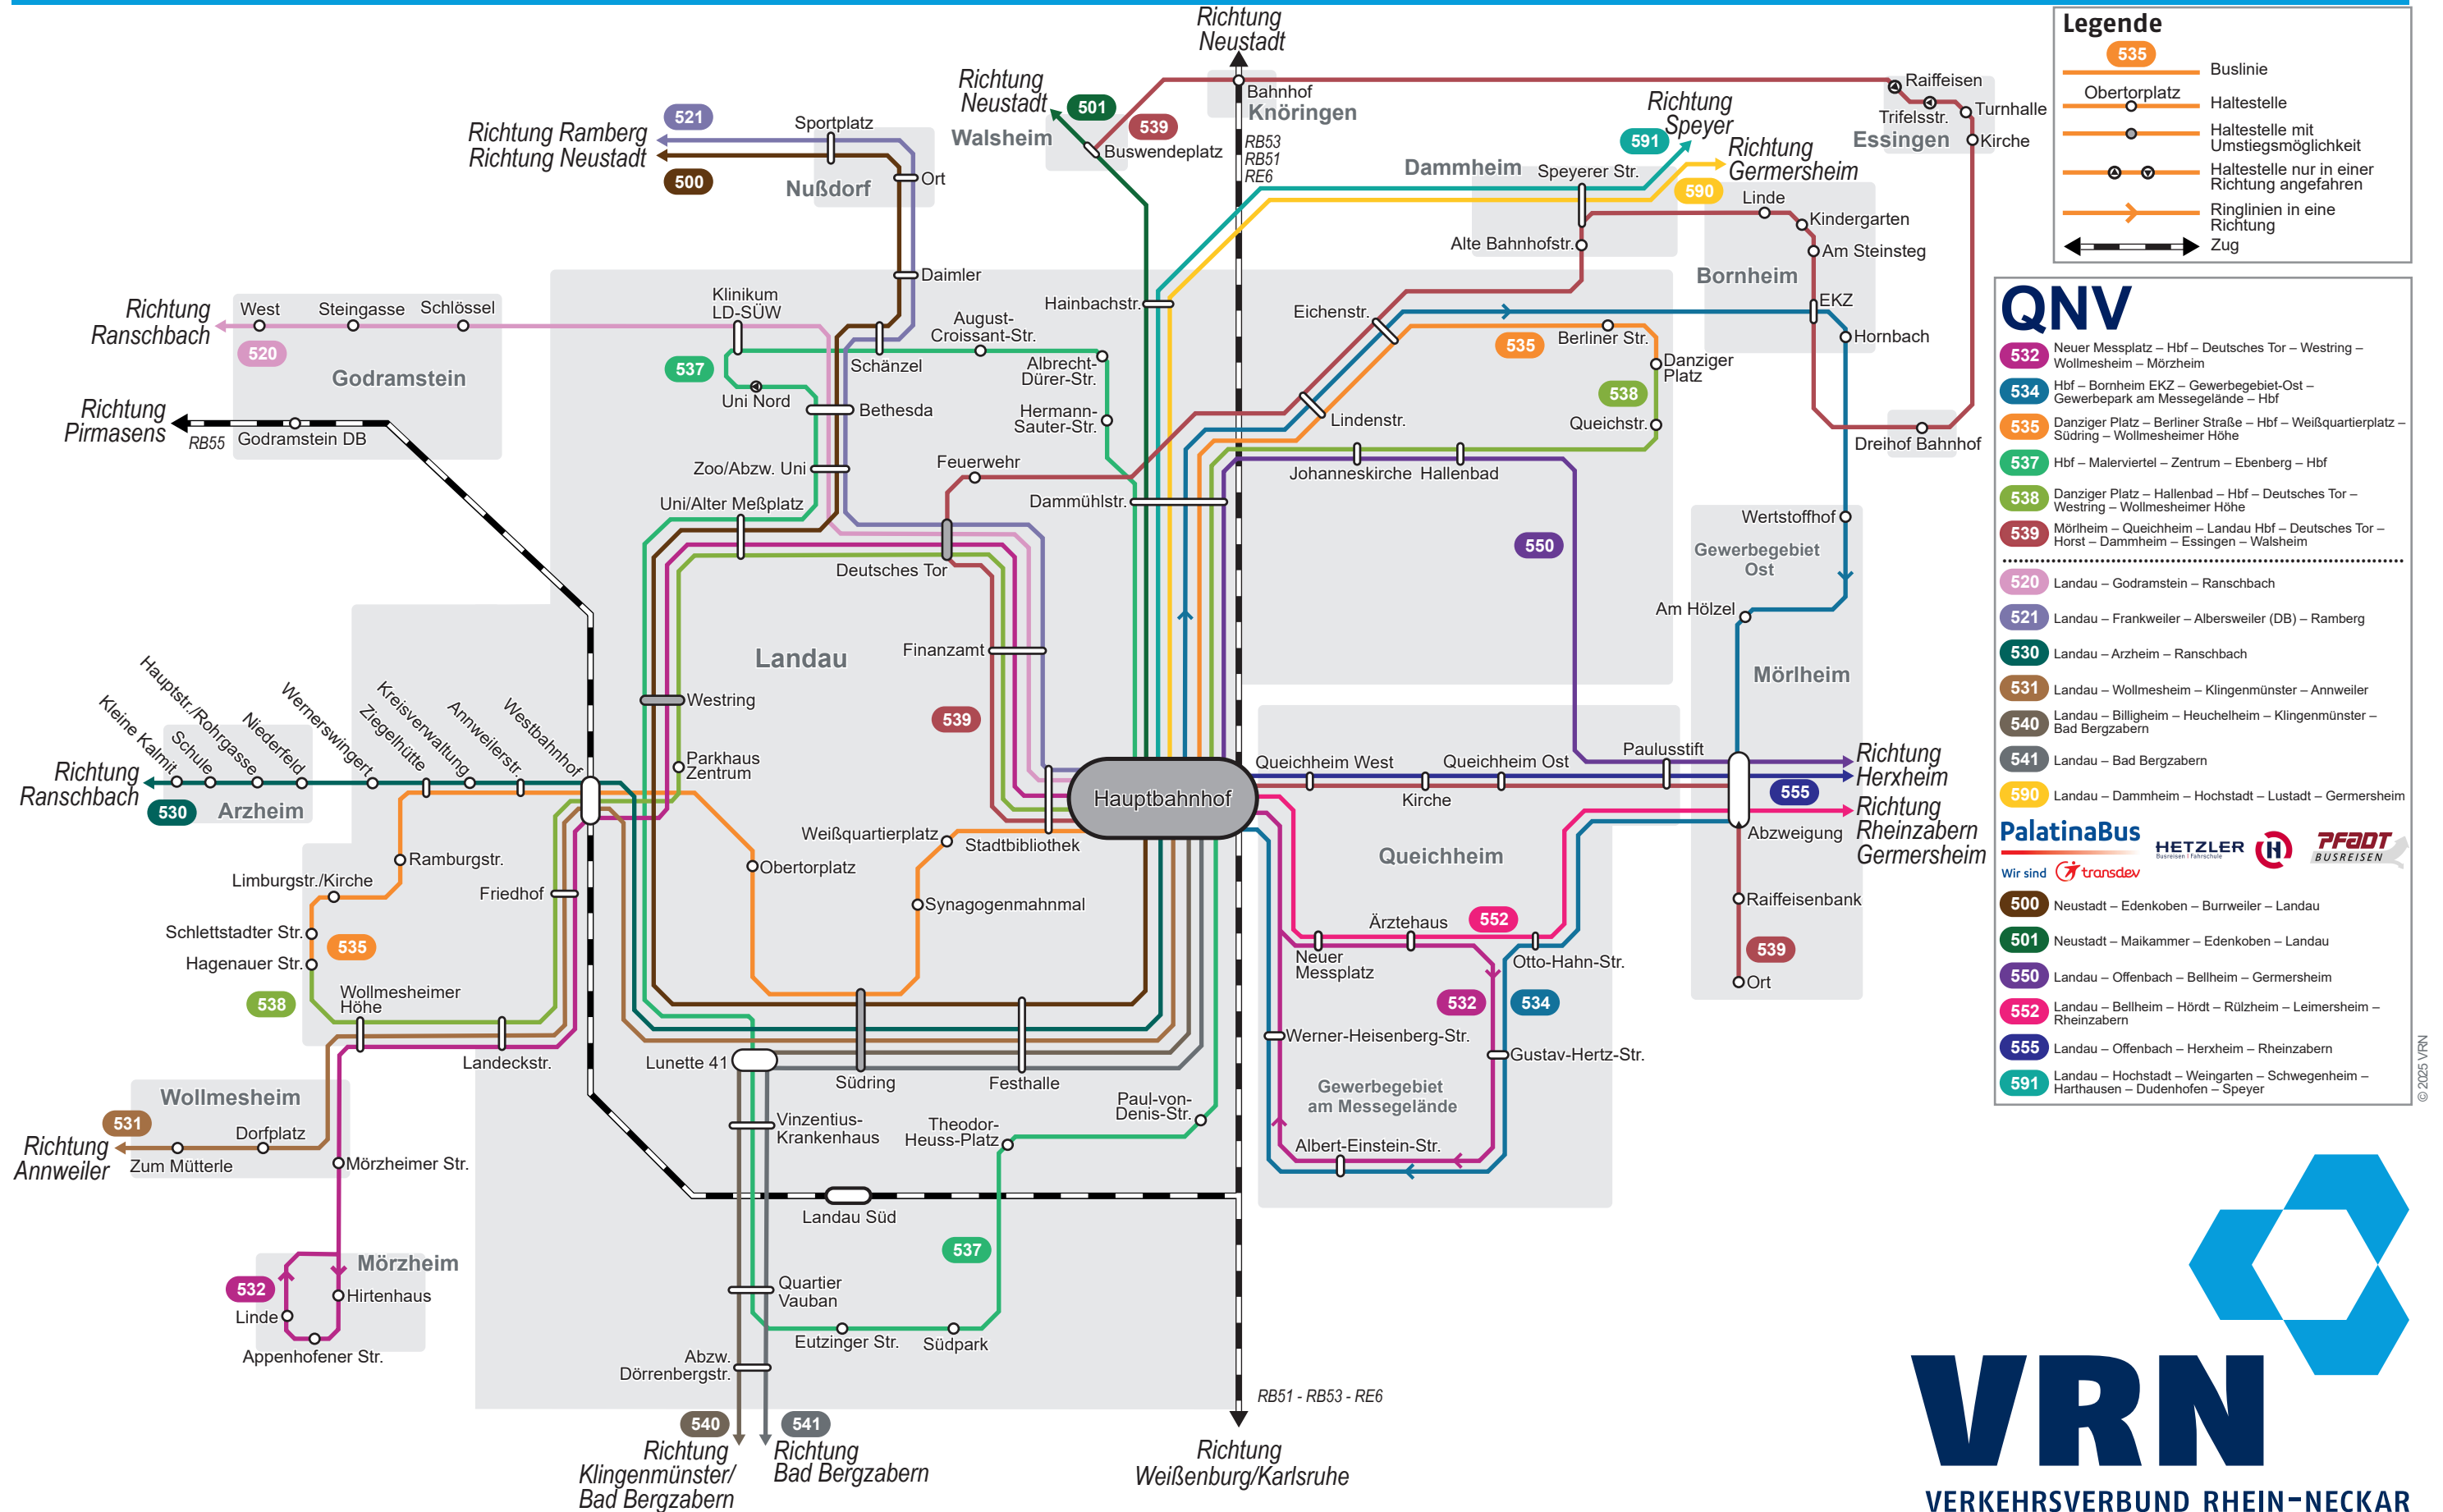 Richtung
Neustadt
Richtung
Neustadt
501
539
Walsheim
Buswendeplatz
Bahnhof
Knöringen
RB53
RB51
RE6
Raiffeisen
Trifelsstr.
Turnhalle
Essingen
Kirche
Richtung
Speyer
591
Richtung
Germersheim
590
Dammheim
Speyerer Str.
Alte Bahnhofstr.
Linde
Kindergarten
Am Steinsteg
Bornheim
EKZ
Hornbach
Dreihof Bahnhof
521
Richtung Ramberg
Richtung Neustadt
500
Sportplatz
Nußdorf
Ort
Daimler
Richtung
Ranschbach
West
Steingasse
Schlössel
520
Godramstein
Richtung
Pirmasens
RB55
Godramstein DB
Klinikum
LD-SÜW
537
Uni Nord
Schänzel
August-
Croissant-Str.
Albrecht-
Dürer-Str.
Hermann-
Sauter-Str.
Bethesda
Zoo/Abzw. Uni
Uni/Alter Meßplatz
Feuerwehr
Dammühlstr.
Hainbachstr.
Eichenstr.
Lindenstr.
535
Berliner Str.
Danziger
Platz
538
Queichstr.
Johanneskirche
Hallenbad
550
Deutsches Tor
Finanzamt
Landau
Westring
539
Parkhaus
Zentrum
Wertstoffhof
Gewerbegebiet
Ost
Am Hölzel
Mörlheim
Kleine Kalmit
Schule
Hauptstr./Rohrgasse
Niederfeld
Wernerswingert
Ziegelhütte
Kreisverwaltung
Annweilerstr.
Westbahnhof
Richtung
Ranschbach
530
Arzheim
Hauptbahnhof
Weißquartierplatz
Stadtbibliothek
Obertorplatz
Synagogenmahnmal
Queichheim West
Kirche
Queichheim Ost
Paulusstift
555
Richtung
Herxheim
Richtung
Rheinzabern
Germersheim
Abzweigung
Raiffeisenbank
539
Ort
Queichheim
Ärztehaus
552
Neuer
Messplatz
Otto-Hahn-Str.
532
534
Werner-Heisenberg-Str.
Gustav-Hertz-Str.
Gewerbegebiet
am Messegelände
Albert-Einstein-Str.
Ramburgstr.
Limburgstr./Kirche
Schlettstadter Str.
535
Hagenauer Str.
538
Wollmesheimer
Höhe
Friedhof
Landeckstr.
Lunette 41
Südring
Festhalle
Wollmesheim
531
Richtung
Annweiler
Zum Mütterle
Dorfplatz
Mörzheimer Str.
Mörzheim
532
Hirtenhaus
Linde
Appenhofener Str.
Vinzentius-
Krankenhaus
Theodor-
Heuss-Platz
Paul-von-
Denis-Str.
Landau Süd
537
Quartier
Vauban
Eutzinger Str.
Südpark
Abzw.
Dörrenbergstr.
540
541
Richtung
Klingenmünster/
Bad Bergzabern
Richtung
Bad Bergzabern
RB51 - RB53 - RE6
Richtung
Weißenburg/Karlsruhe
Legende
535
Buslinie
Obertorplatz
Haltestelle
Haltestelle mit
Umstiegsmöglichkeit
Haltestelle nur in einer
Richtung angefahren
Ringlinien in eine
Richtung
Zug
QNV
532 Neuer Messplatz – Hbf – Deutsches Tor – Westring –
Wollmesheim – Mörzheim
534 Hbf – Bornheim EKZ – Gewerbegebiet-Ost –
Gewerbepark am Messegelände – Hbf
535 Danziger Platz – Berliner Straße – Hbf – Weißquartierplatz –
Südring – Wollmesheimer Höhe
537 Hbf – Malerviertel – Zentrum – Ebenberg – Hbf
538 Danziger Platz – Hallenbad – Hbf – Deutsches Tor –
Westring – Wollmesheimer Höhe
539 Mörlheim – Queichheim – Landau Hbf – Deutsches Tor –
Horst – Dammheim – Essingen – Walsheim
520 Landau – Godramstein – Ranschbach
521 Landau – Frankweiler – Albersweiler (DB) – Ramberg
530 Landau – Arzheim – Ranschbach
531 Landau – Wollmesheim – Klingenmünster – Annweiler
540 Landau – Billigheim – Heuchelheim – Klingenmünster –
Bad Bergzabern
541 Landau – Bad Bergzabern
590 Landau – Dammheim – Hochstadt – Lustadt – Germersheim
PalatinaBus
Wir sind transdev
HETZLER
Busreisen | Fahrschule
H
PFADT
BUSREISEN
500 Neustadt – Edenkoben – Burrweiler – Landau
501 Neustadt – Maikammer – Edenkoben – Landau
550 Landau – Offenbach – Bellheim – Germersheim
552 Landau – Bellheim – Hördt – Rülzheim – Leimersheim –
Rheinzabern
555 Landau – Offenbach – Herxheim – Rheinzabern
591 Landau – Hochstadt – Weingarten – Schwegenheim –
Harthausen – Dudenhofen – Speyer
© 2025 VRN
VRN
VERKEHRSVERBUND RHEIN-NECKAR